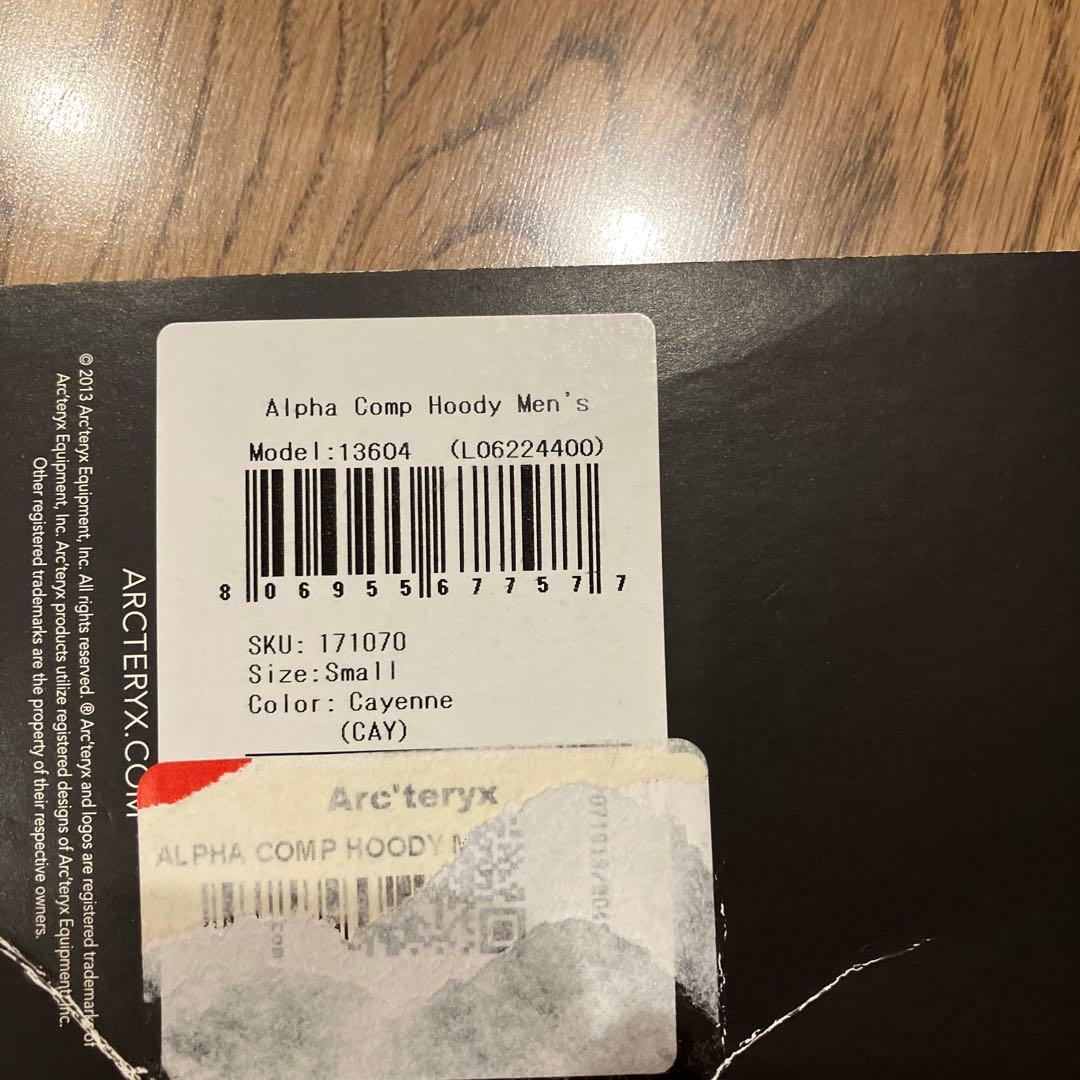 Alpha Comp Hoody Men's
Model:13604 (L06224400)
8 06955 67757 7
SKU: 171070
Size:Small
Color: Cayenne
(CAY)
Arc'teryx
ALPHA COMP HOODY
ARCTERYX.COM
© 2013 Arc'teryx Equipment, Inc. All rights reserved. ® Arc'teryx and logos are registered trademarks of
Arc'teryx Equipment, Inc. Arc'teryx products utilize registered designs of Arc'teryx Equipment, Inc.
Other registered trademarks are the property of their respective owners.